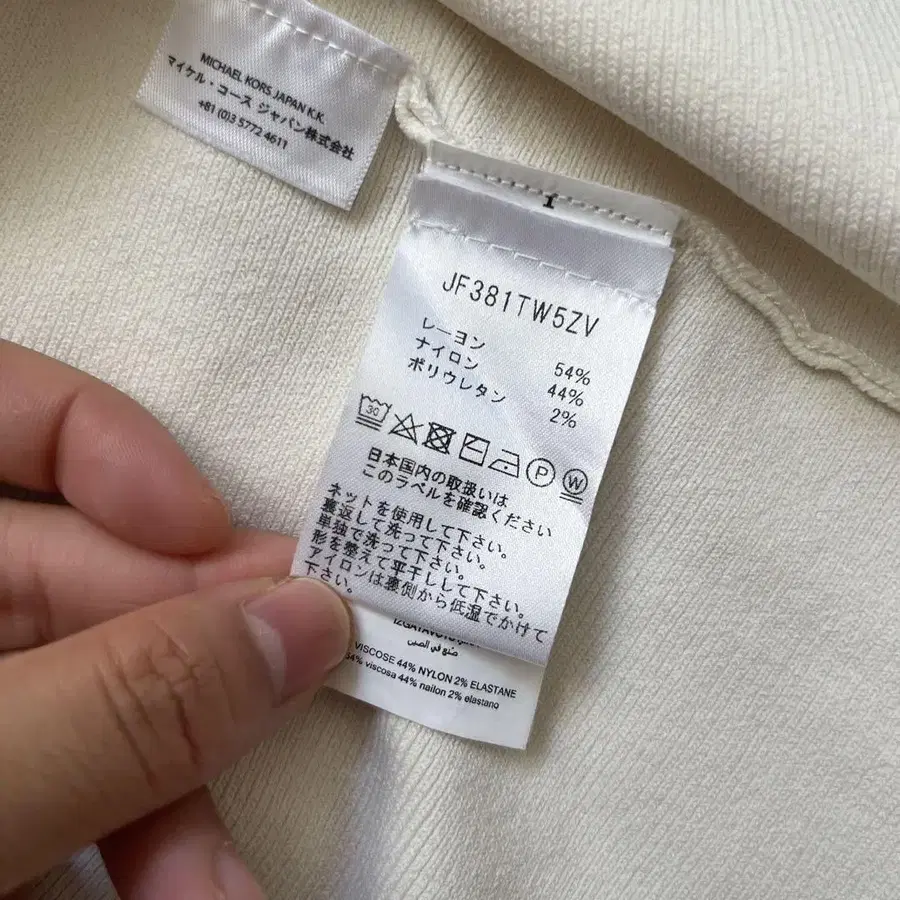 MICHAEL KORS JAPAN K.K.
マイケル・コース ジャパン株式会社
+81 (0)3 5772 4611
1
JF381TW5ZV
レーヨン 54%
ナイロン 44%
ポリウレタン 2%
30
P
W
日本国内の取扱いは
このラベルを確認ください
ネットを使用して下さい。
裏返して洗って下さい。
単独で洗って下さい。
形を整えて平干しして下さい。
アイロンは裏側から低温でかけて
下さい。
صنع في الصين
VISCOSE 44% NYLON 2% ELASTANE
viscosa 44% nailon 2% elastano